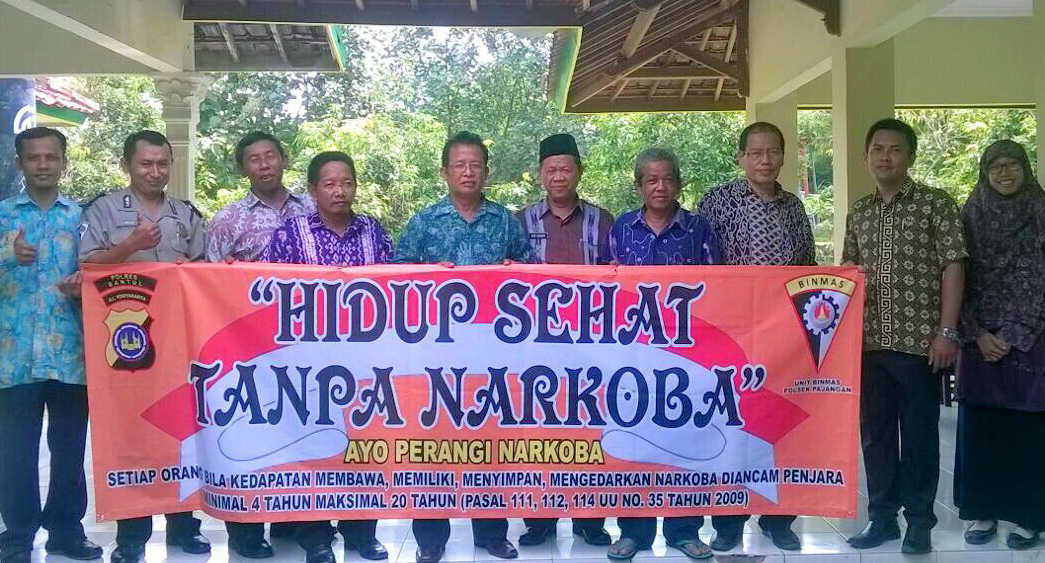 POLRES
BANTUL
D.I. YOGYAKARTA
"HIDUP SEHAT
TANPA NARKOBA"
AYO PERANGI NARKOBA
SETIAP ORANG BILA KEDAPATAN MEMBAWA, MEMILIKI, MENYIMPAN, MENGEDARKAN NARKOBA DIANCAM PENJARA
MINIMAL 4 TAHUN MAKSIMAL 20 TAHUN (PASAL 111, 112, 114 UU NO. 35 TAHUN 2009)
BINMAS
UNIT BINMAS
POLSEK PAJANGAN